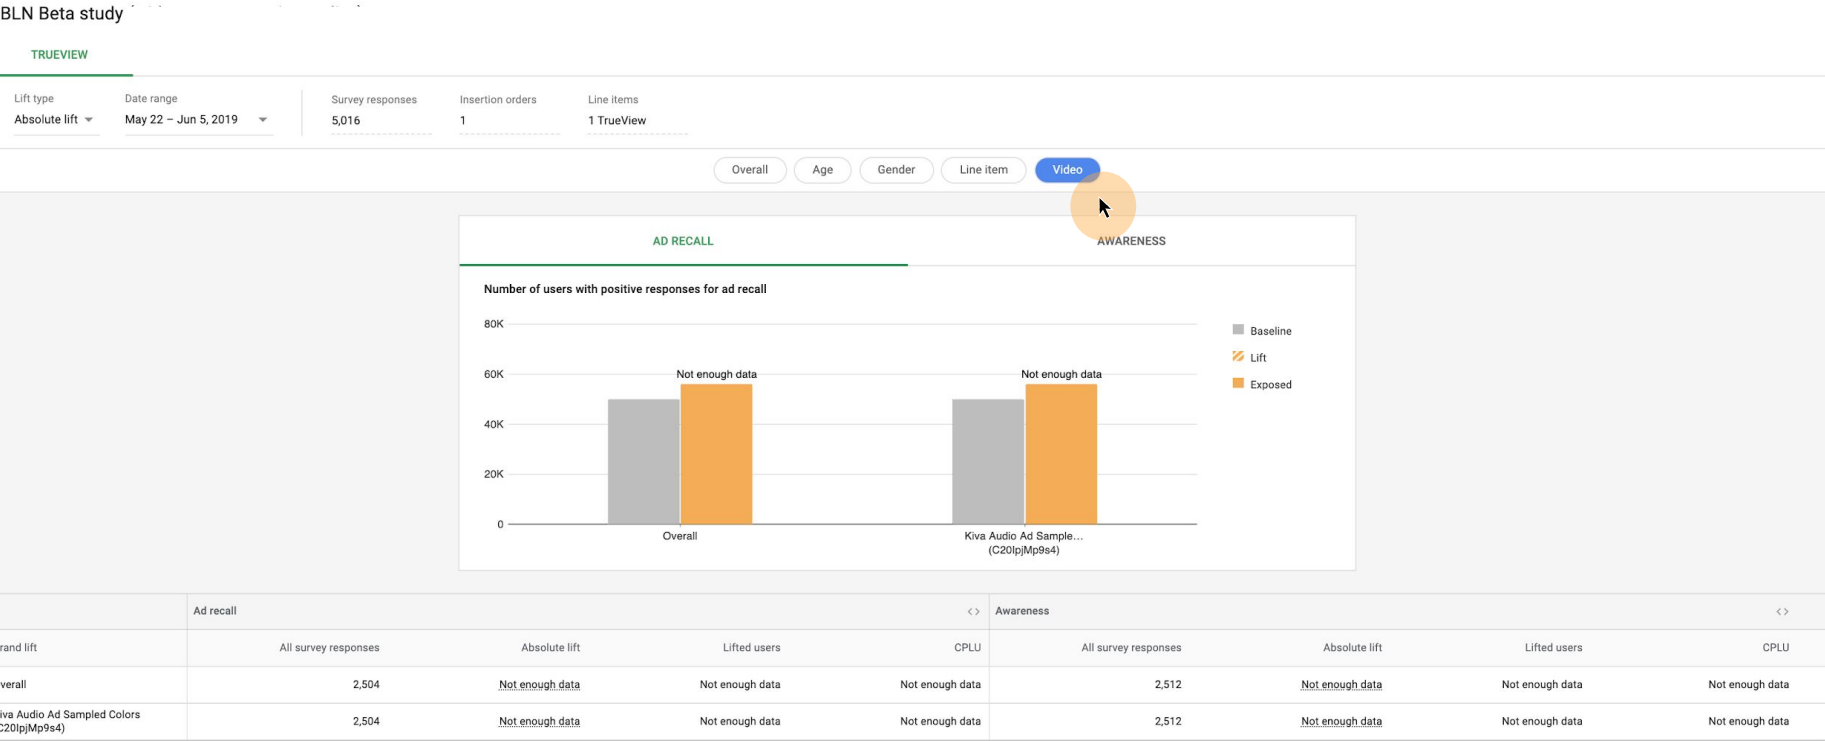 BLN Beta study
TRUEVIEW
Lift type
Absolute lift
Date range
May 22 – Jun 5, 2019
Survey responses
5,016
Insertion orders
1
Line items
1 TrueView
Overall Age Gender Line item Video
AD RECALL AWARENESS
Number of users with positive responses for ad recall
80K
60K
40K
20K
0
Not enough data
Not enough data
Overall
Kiva Audio Ad Sample...
(C20IpjMp9s4)
Baseline
Lift
Exposed
Ad recall <> Awareness <>
rand lift All survey responses Absolute lift Lifted users CPLU All survey responses Absolute lift Lifted users CPLU
verall 2,504 Not enough data Not enough data Not enough data 2,512 Not enough data Not enough data Not enough data
iva Audio Ad Sampled Colors
C20IpjMp9s4) 2,504 Not enough data Not enough data Not enough data 2,512 Not enough data Not enough data Not enough data